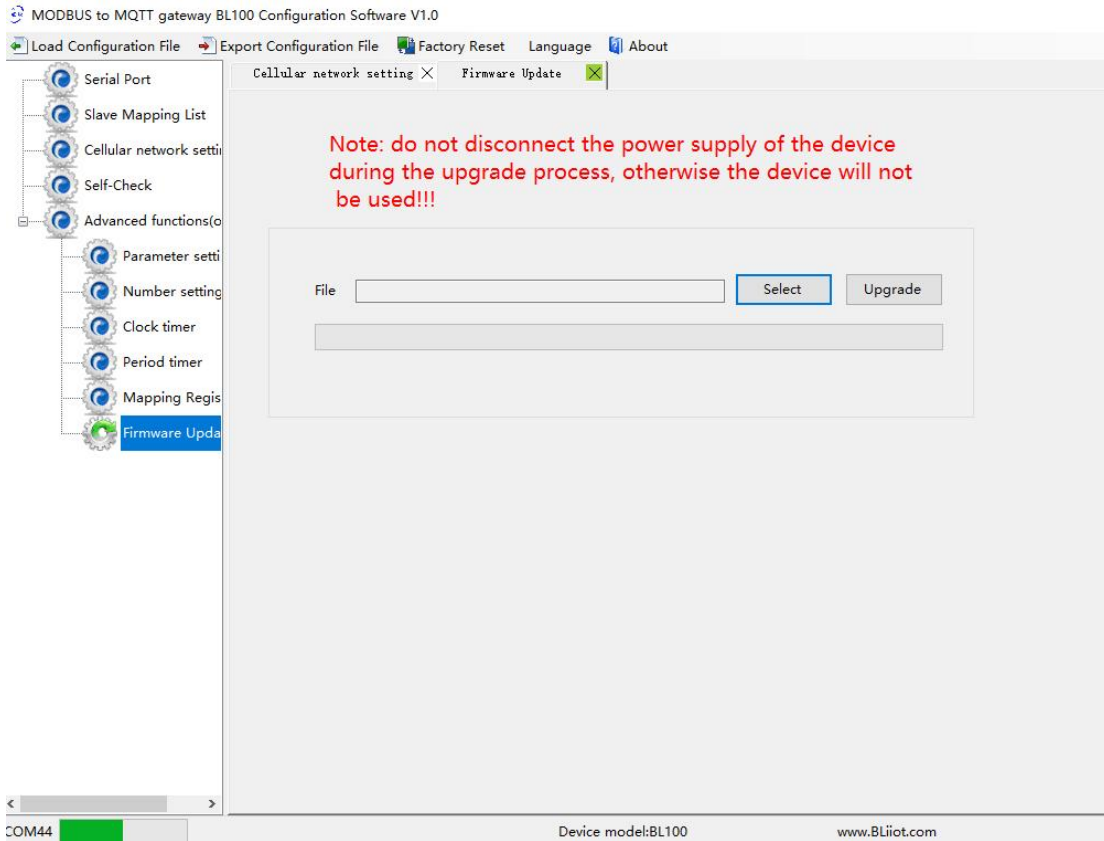 MODBUS to MQTT gateway BL100 Configuration Software V1.0
Load Configuration File Export Configuration File Factory Reset Language About
Serial Port
Slave Mapping List
Cellular network setti
Self-Check
Advanced functions(o
Parameter setti
Number setting
Clock timer
Period timer
Mapping Regis
Firmware Upda
Cellular network setting Firmware Update
Note: do not disconnect the power supply of the device
during the upgrade process, otherwise the device will not
be used!!!
File Select Upgrade
COM44 Device model:BL100 www.BLiiot.com